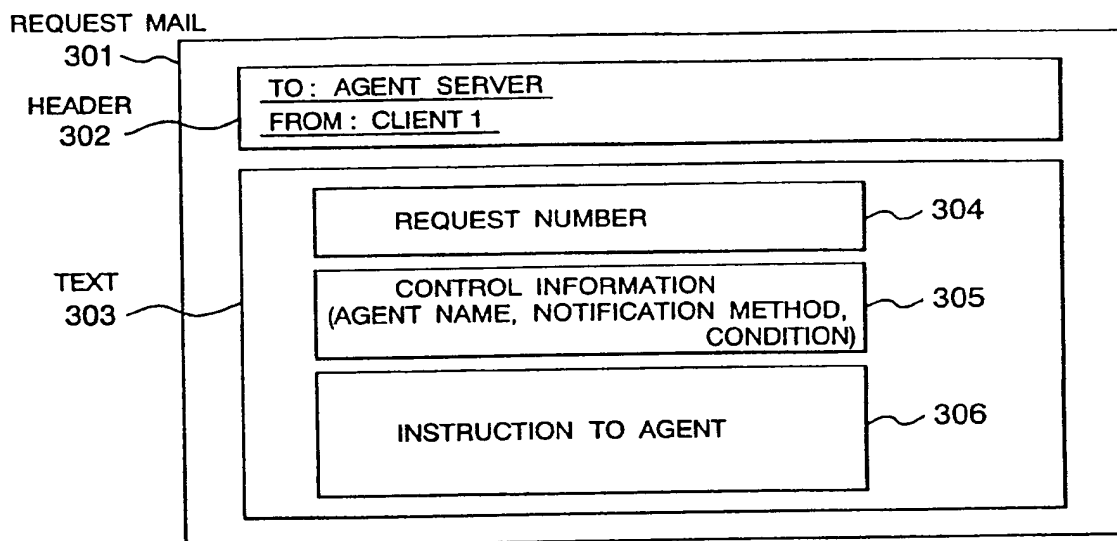 REQUEST MAIL
301
TO : AGENT SERVER
HEADER
302
FROM : CLIENT 1
REQUEST NUMBER
304
TEXT
303
CONTROL INFORMATION
(AGENT NAME, NOTIFICATION METHOD,
CONDITION)
305
INSTRUCTION TO AGENT
306